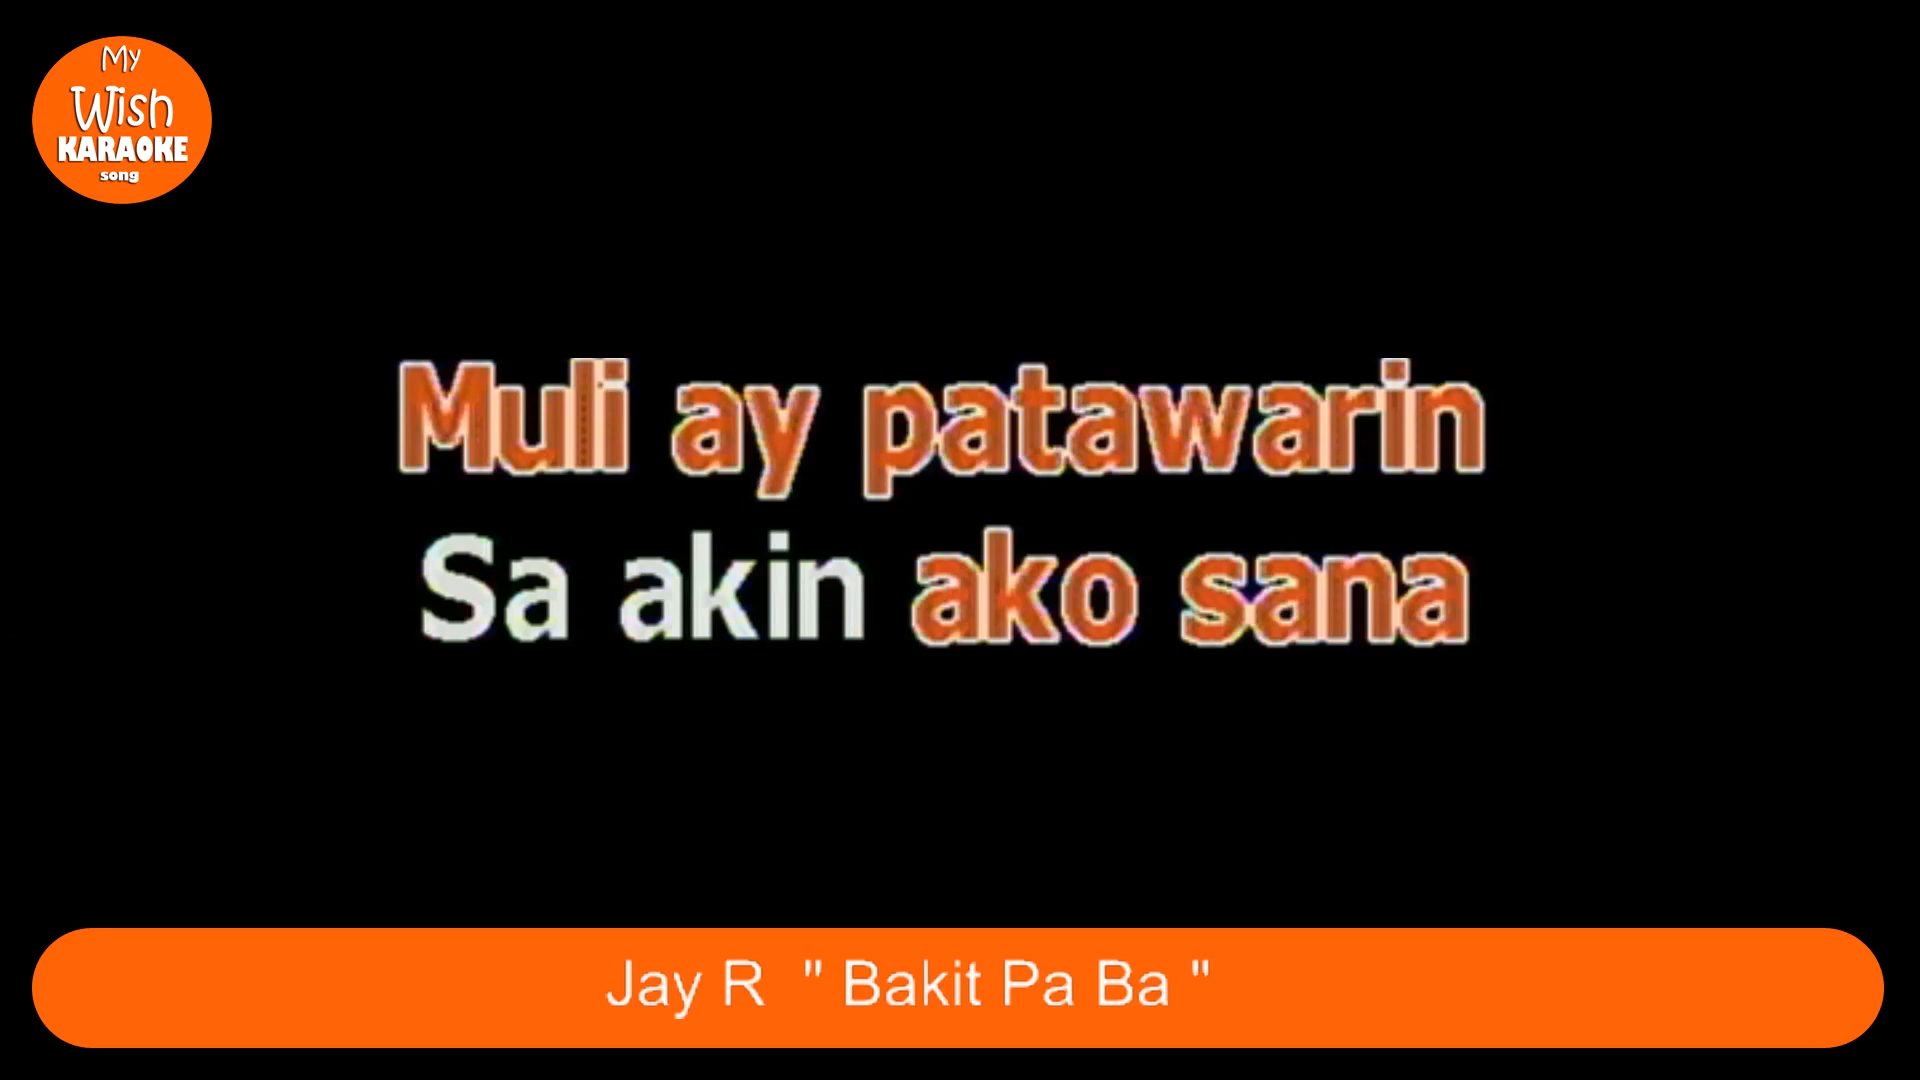 My
Wish
KARAOKE
song
Muli ay patawarin
Sa akin ako sana
Jay R " Bakit Pa Ba "